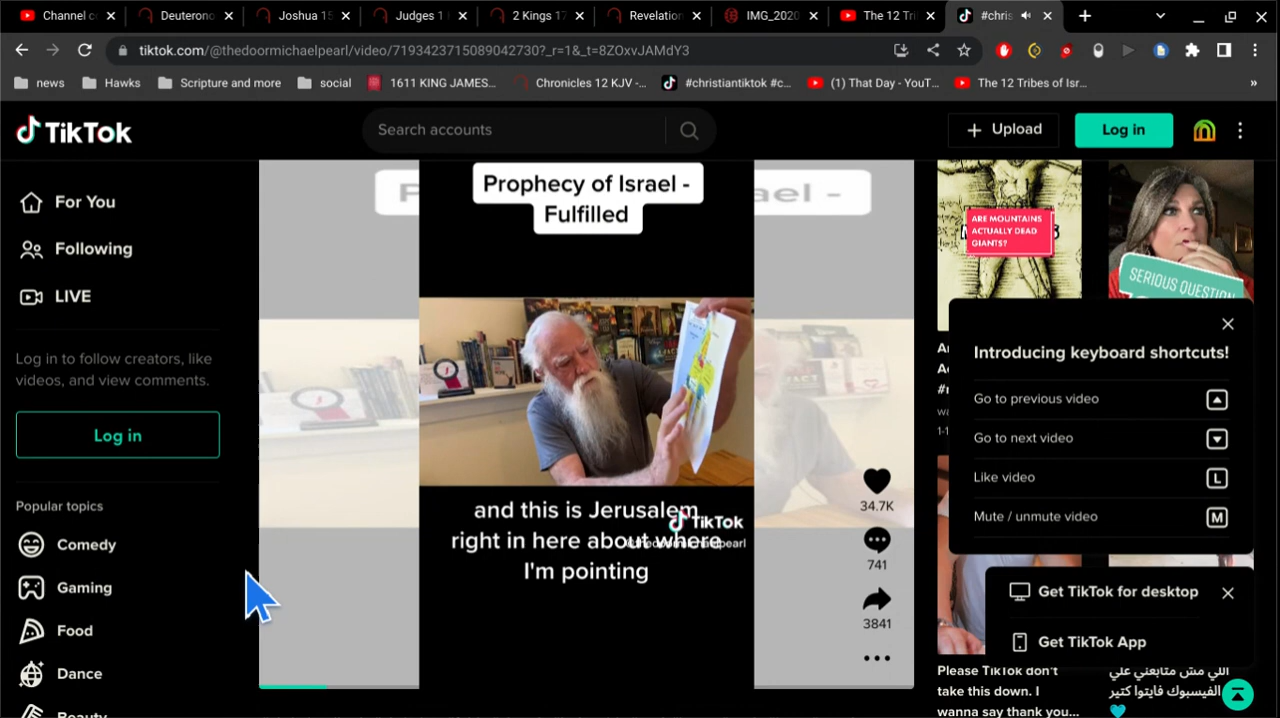 Channel c
Deuterono
Joshua 15
Judges 1
2 Kings 17
Revelation
IMG_2020
The 12 Tri
#chris
tiktok.com/@thedoormichaelpearl/video/7193423715089042730?_r=1&_t=8ZOxvJAMdY3
news
Hawks
Scripture and more
social
1611 KING JAMES...
Chronicles 12 KJV -...
#christiantiktok #c...
(1) That Day - YouT...
The 12 Tribes of Isr...
»
TikTok
Search accounts
Upload
Log in
For You
Following
LIVE
Log in to follow creators, like
videos, and view comments.
Log in
Popular topics
Comedy
Gaming
Food
Dance
Beauty
Prophecy of Israel -
Fulfilled
ael -
and this is Jerusalem
right in here about where
I'm pointing
TikTok
34.7K
741
3841
ARE MOUNTAINS
ACTUALLY DEAD
GIANTS?
SERIOUS QUESTION
Introducing keyboard shortcuts!
Go to previous video
Go to next video
Like video
L
Mute / unmute video
M
Get TikTok for desktop
Get TikTok App
Please TikTok don't
take this down. I
wanna say thank you...
اللي مش متابعني علي
الفيسبوك فايتوا كتير